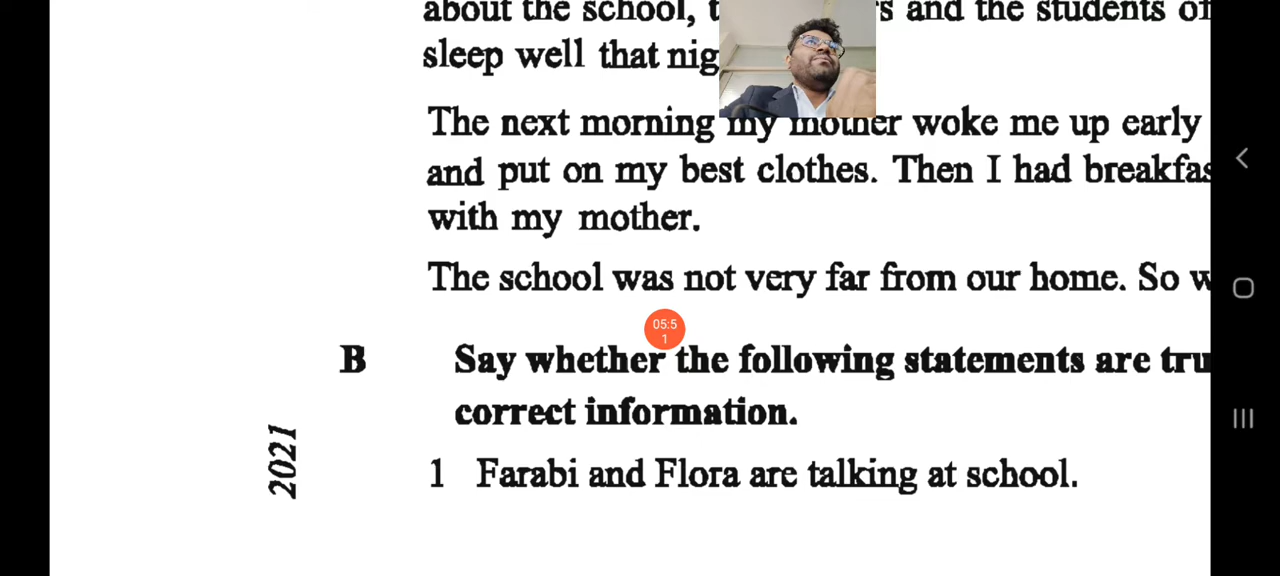 about the school, t s and the students of
sleep well that nig
The next morning my mother woke me up early
and put on my best clothes. Then I had breakfas
with my mother.
The school was not very far from our home. So w
05:5
1
B Say whether the following statements are tru
correct information.
2021
1 Farabi and Flora are talking at school.